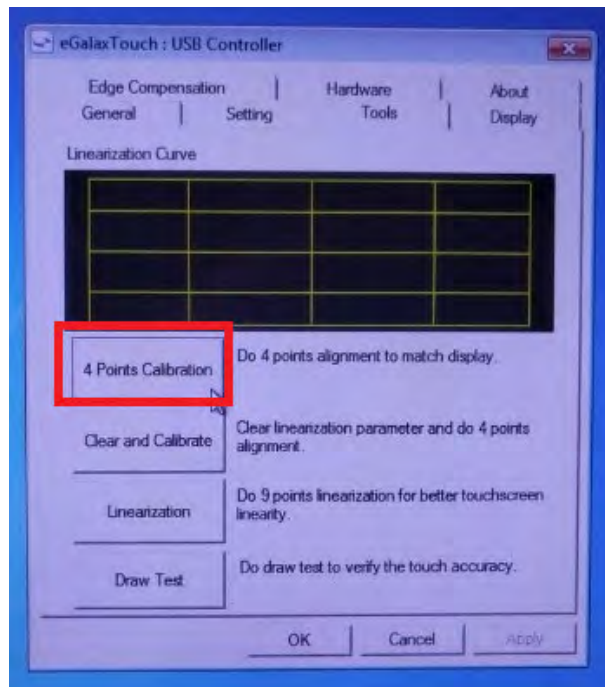 eGalaxTouch : USB Controller
Edge Compensation Hardware About
General Setting Tools Display
Linearization Curve
4 Points Calibration
Do 4 points alignment to match display.
Clear and Calibrate
Clear linearization parameter and do 4 points
alignment.
Linearization
Do 9 points linearization for better touchscreen
linearity.
Draw Test
Do draw test to verify the touch accuracy.
OK Cancel Apply